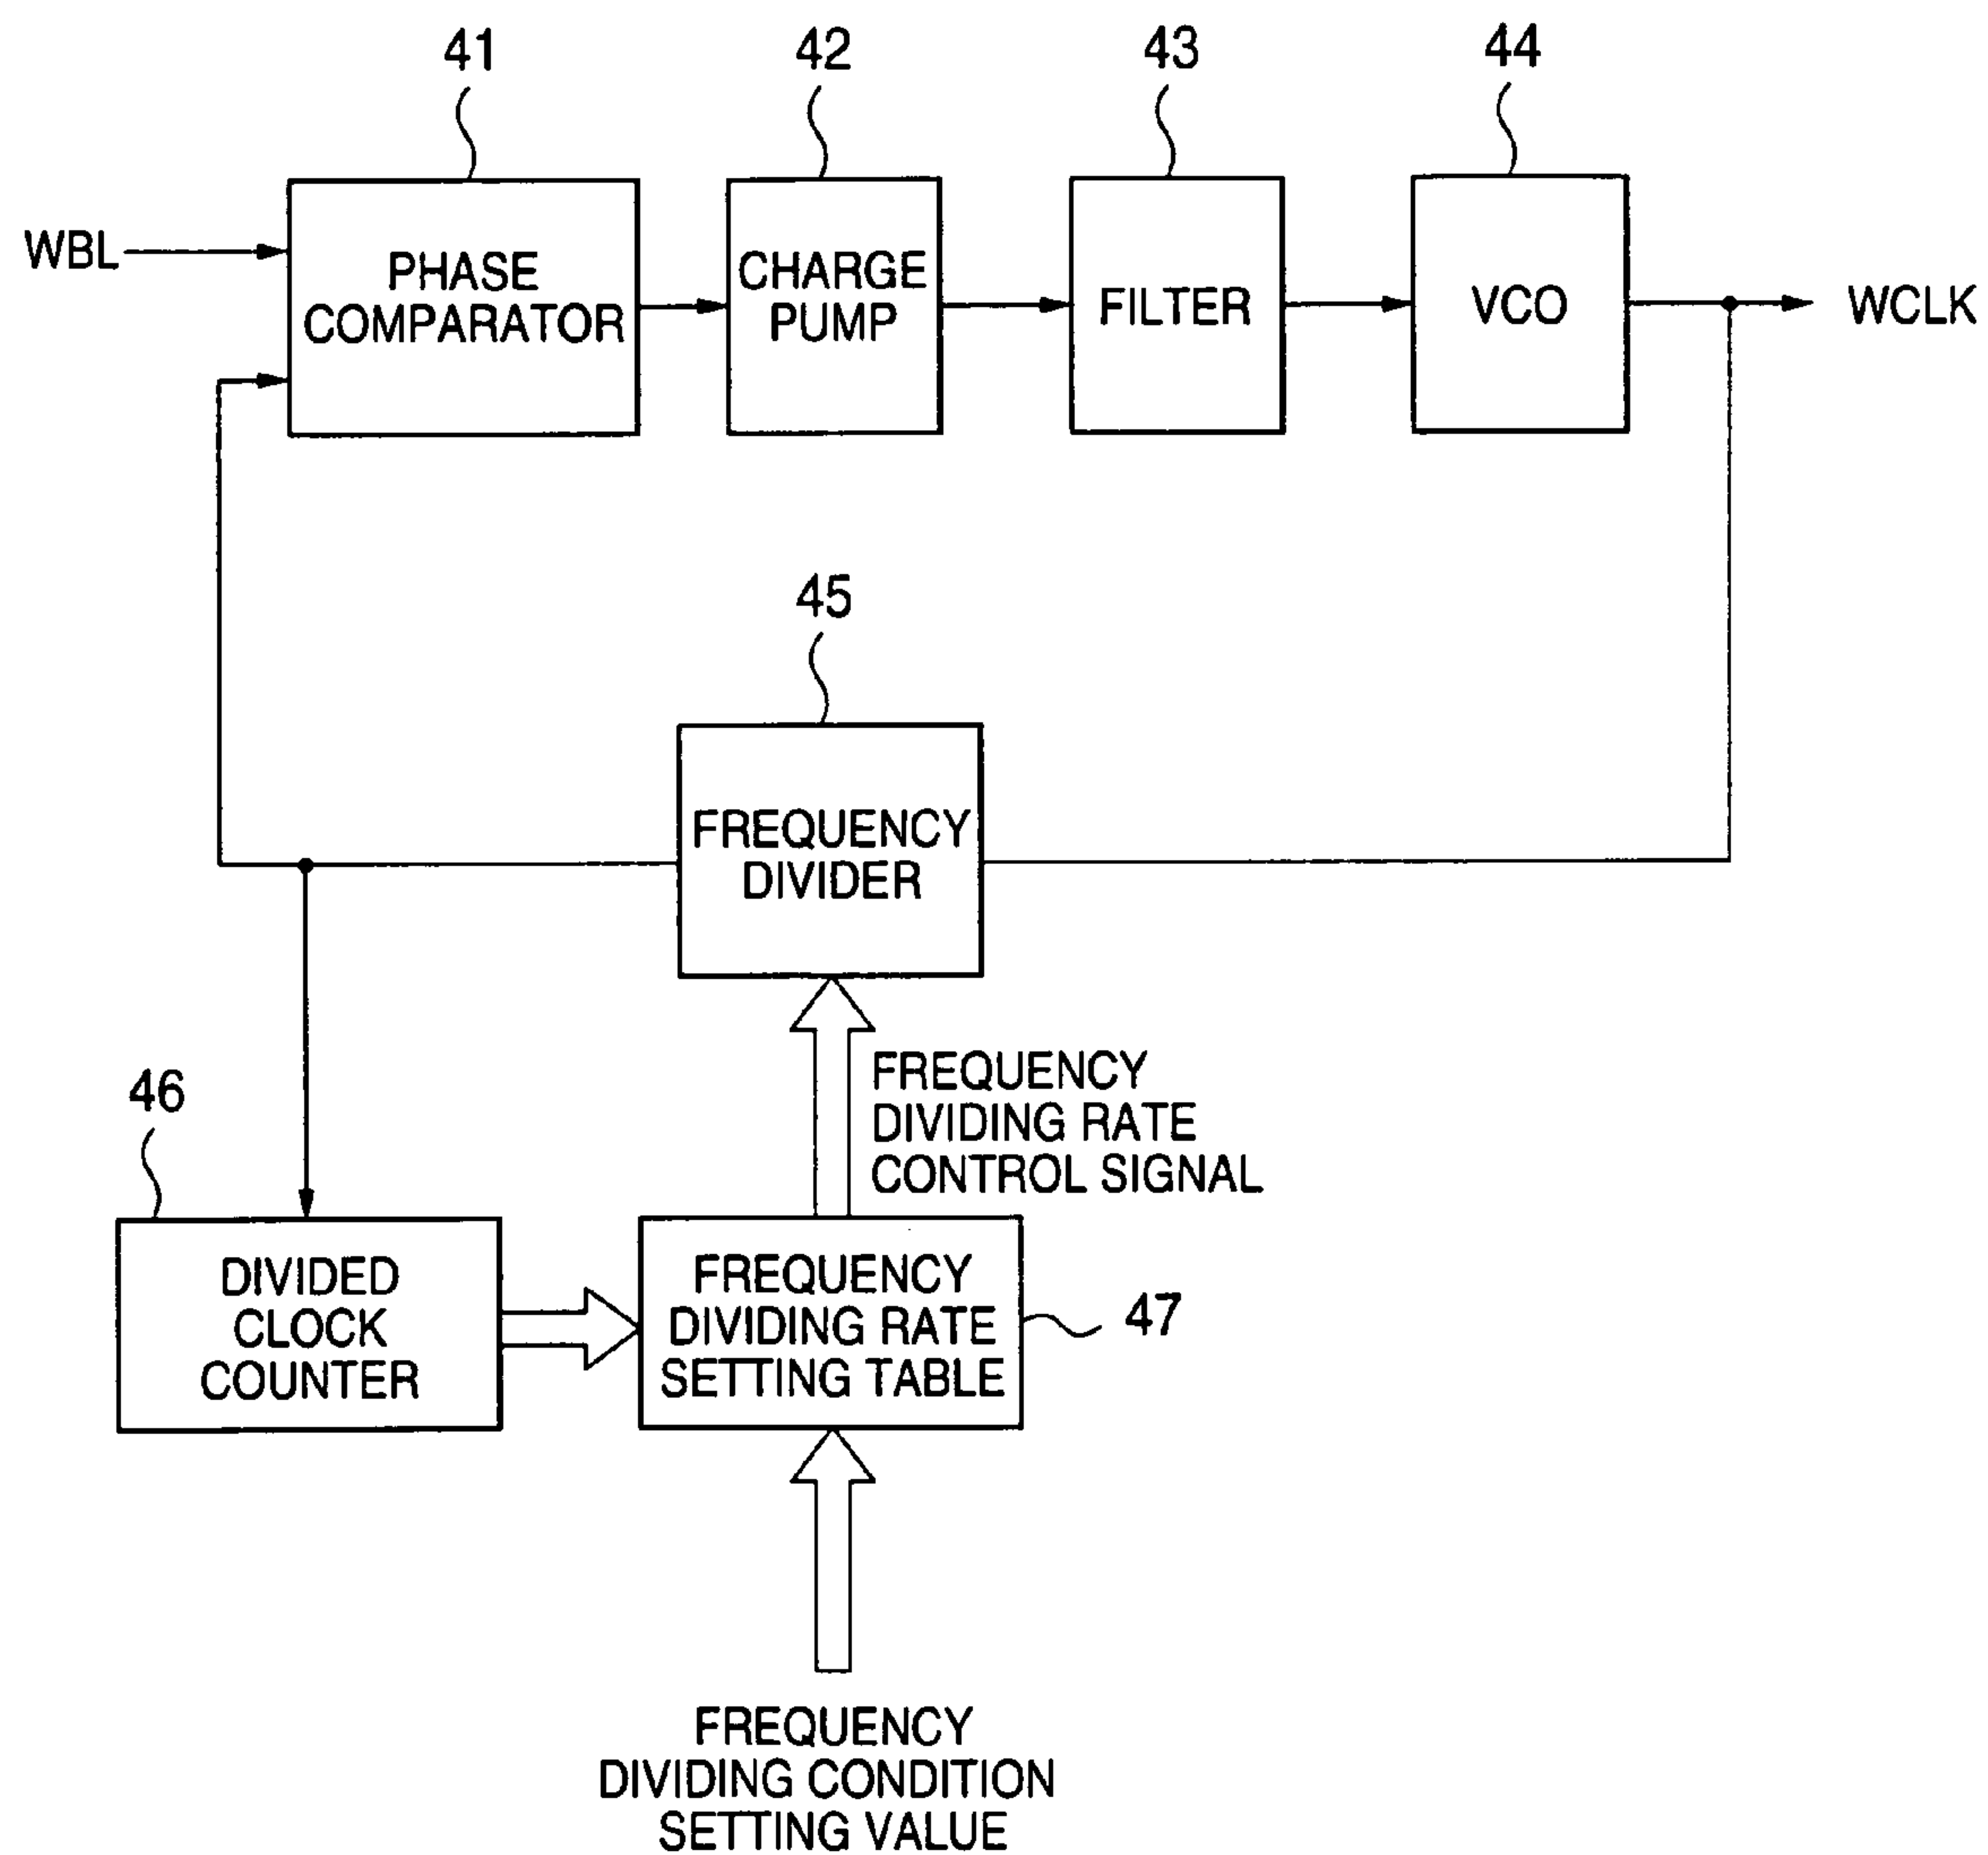 41
42
43
44
WBL
PHASE
COMPARATOR
CHARGE
PUMP
FILTER
VCO
WCLK
45
FREQUENCY
DIVIDER
FREQUENCY
DIVIDING RATE
CONTROL SIGNAL
46
DIVIDED
CLOCK
COUNTER
FREQUENCY
DIVIDING RATE
SETTING TABLE
47
FREQUENCY
DIVIDING CONDITION
SETTING VALUE